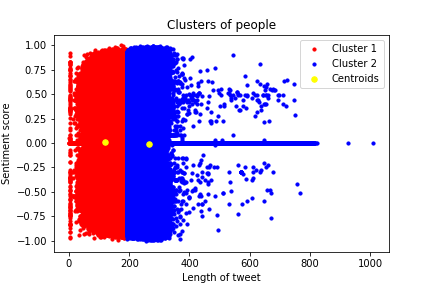 Clusters of people
Cluster 1
Cluster 2
Centroids
Sentiment score
1.00
0.75
0.50
0.25
0.00
−0.25
−0.50
−0.75
−1.00
0 200 400 600 800 1000
Length of tweet